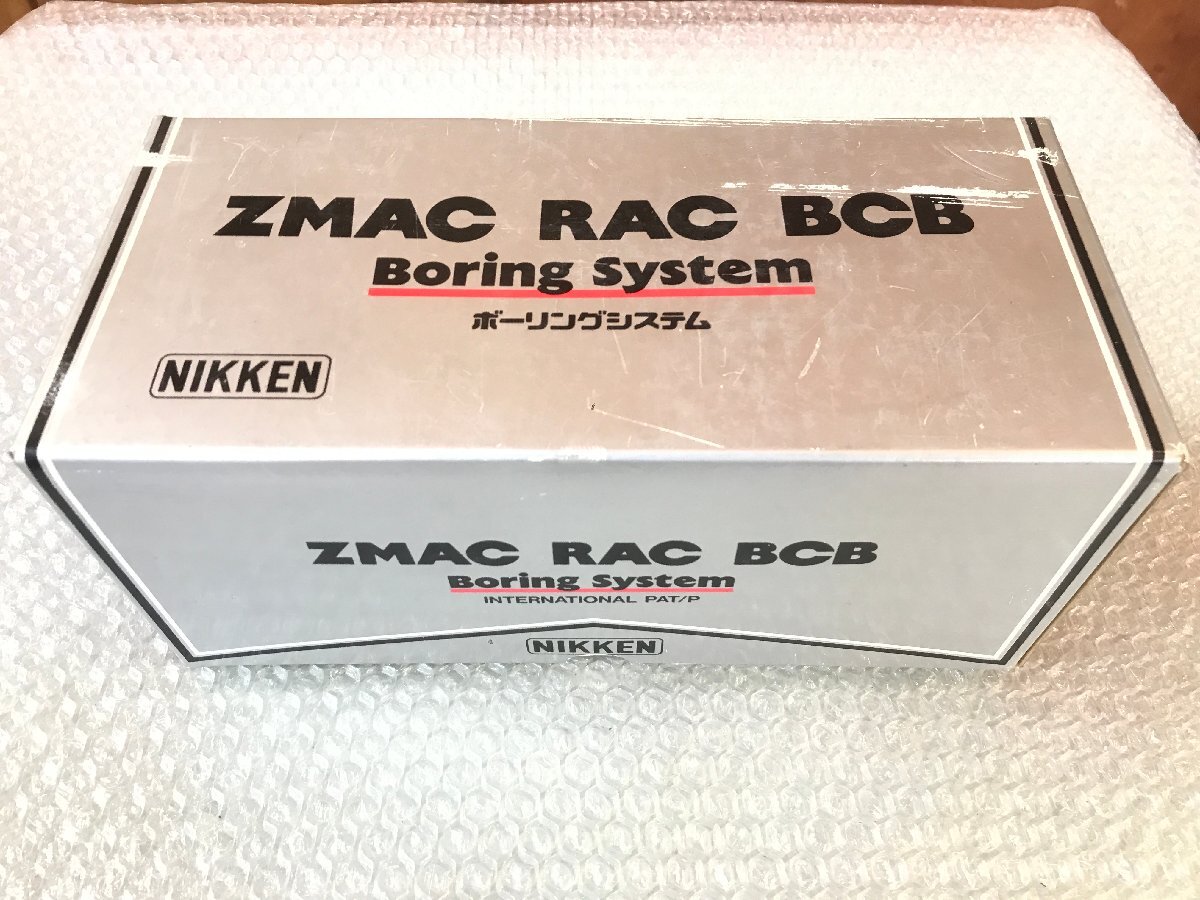 ZMAC RAC BCB
Boring System
ボーリングシステム
NIKKEN
ZMAC RAC BCB
Boring System
INTERNATIONAL PAT/P
NIKKEN